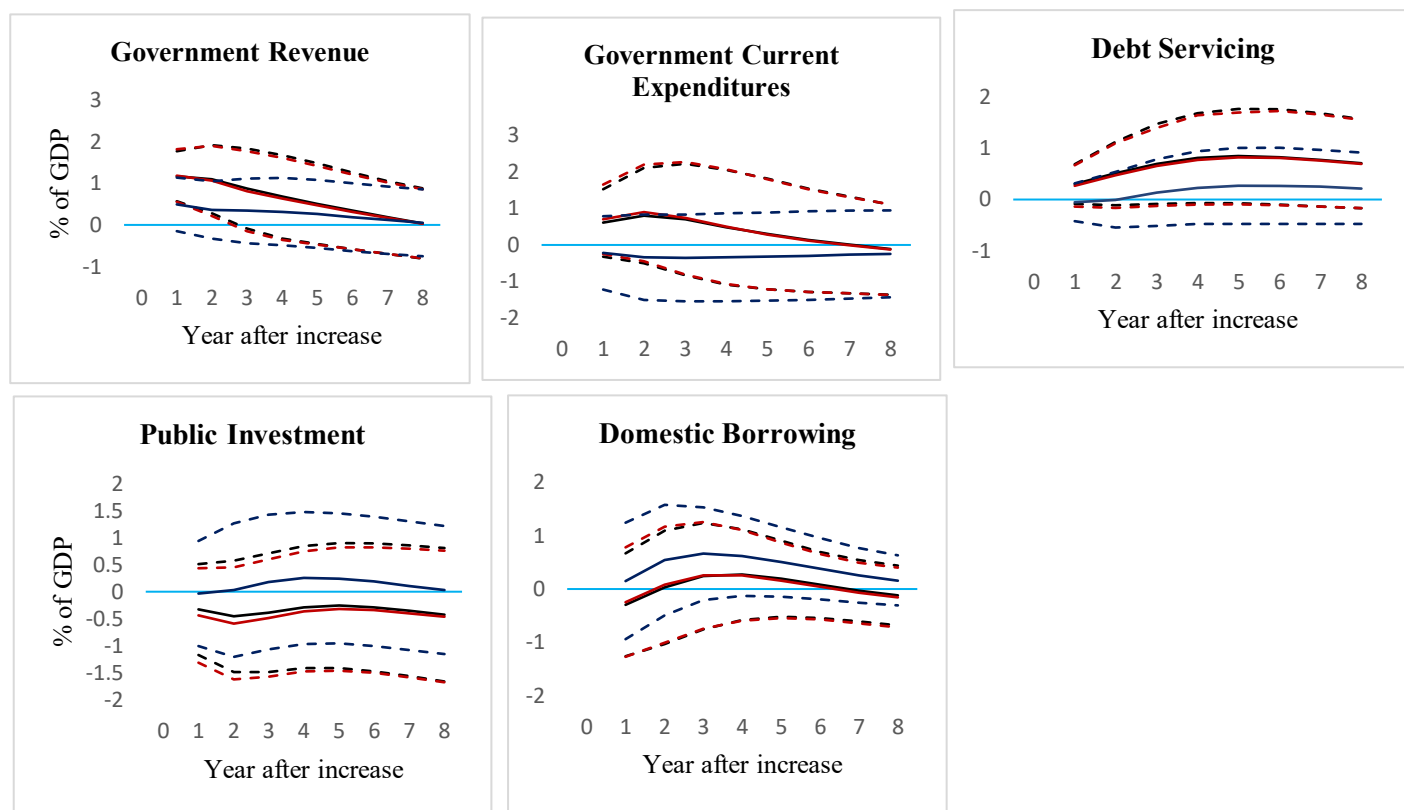 Government Revenue
% of GDP
3
2
1
0
-1
0 1 2 3 4 5 6 7 8
Year after increase
Government Current
Expenditures
3
2
1
0
-1
-2
0 1 2 3 4 5 6 7 8
Debt Servicing
2
1
0
-1
0 1 2 3 4 5 6 7 8
Year after increase
Public Investment
% of GDP
2
1.5
1
0.5
0
-0.5
-1
-1.5
-2
0 1 2 3 4 5 6 7 8
Year after increase
Domestic Borrowing
2
1
0
-1
-2
0 1 2 3 4 5 6 7 8
Year after increase